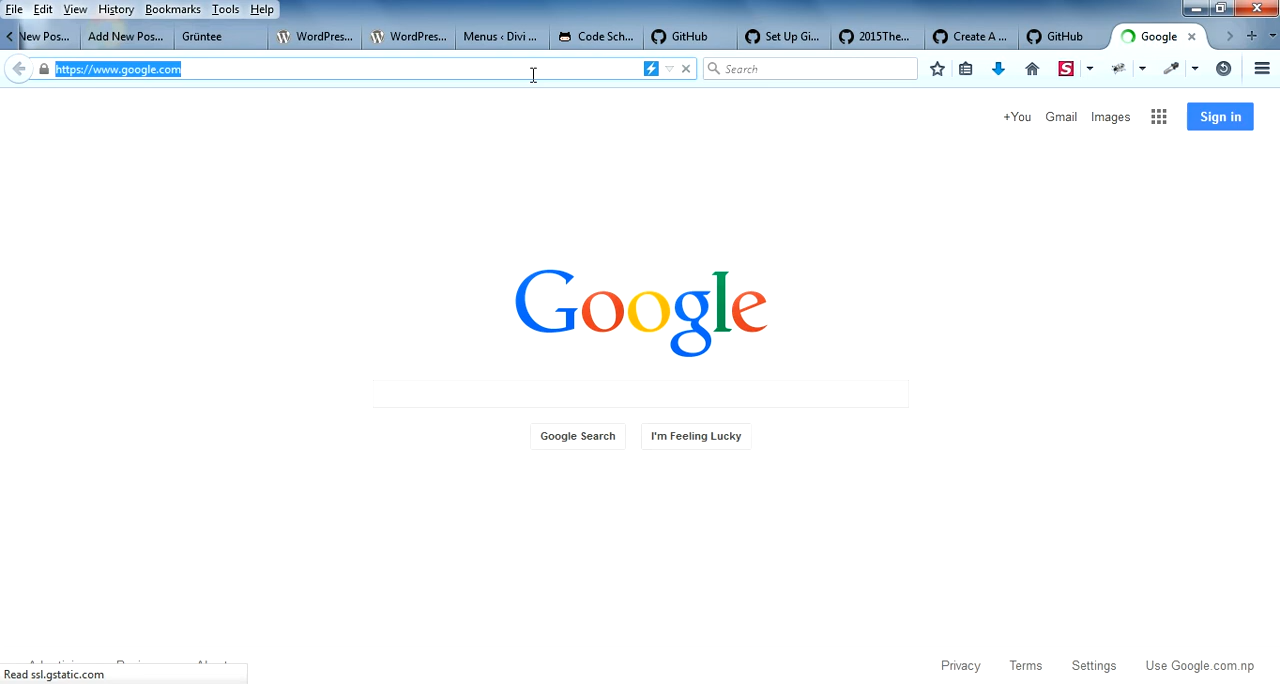 File Edit View History Bookmarks Tools Help
New Pos... Add New Pos... Grüntee WordPres... WordPres... Menus ‹ Divi ... Code Sch... GitHub Set Up Gi... 2015The... Create A ... GitHub Google
https://www.google.com Search
+You Gmail Images Sign in
Google
Google Search I'm Feeling Lucky
Privacy Terms Settings Use Google.com.np
Read ssl.gstatic.com